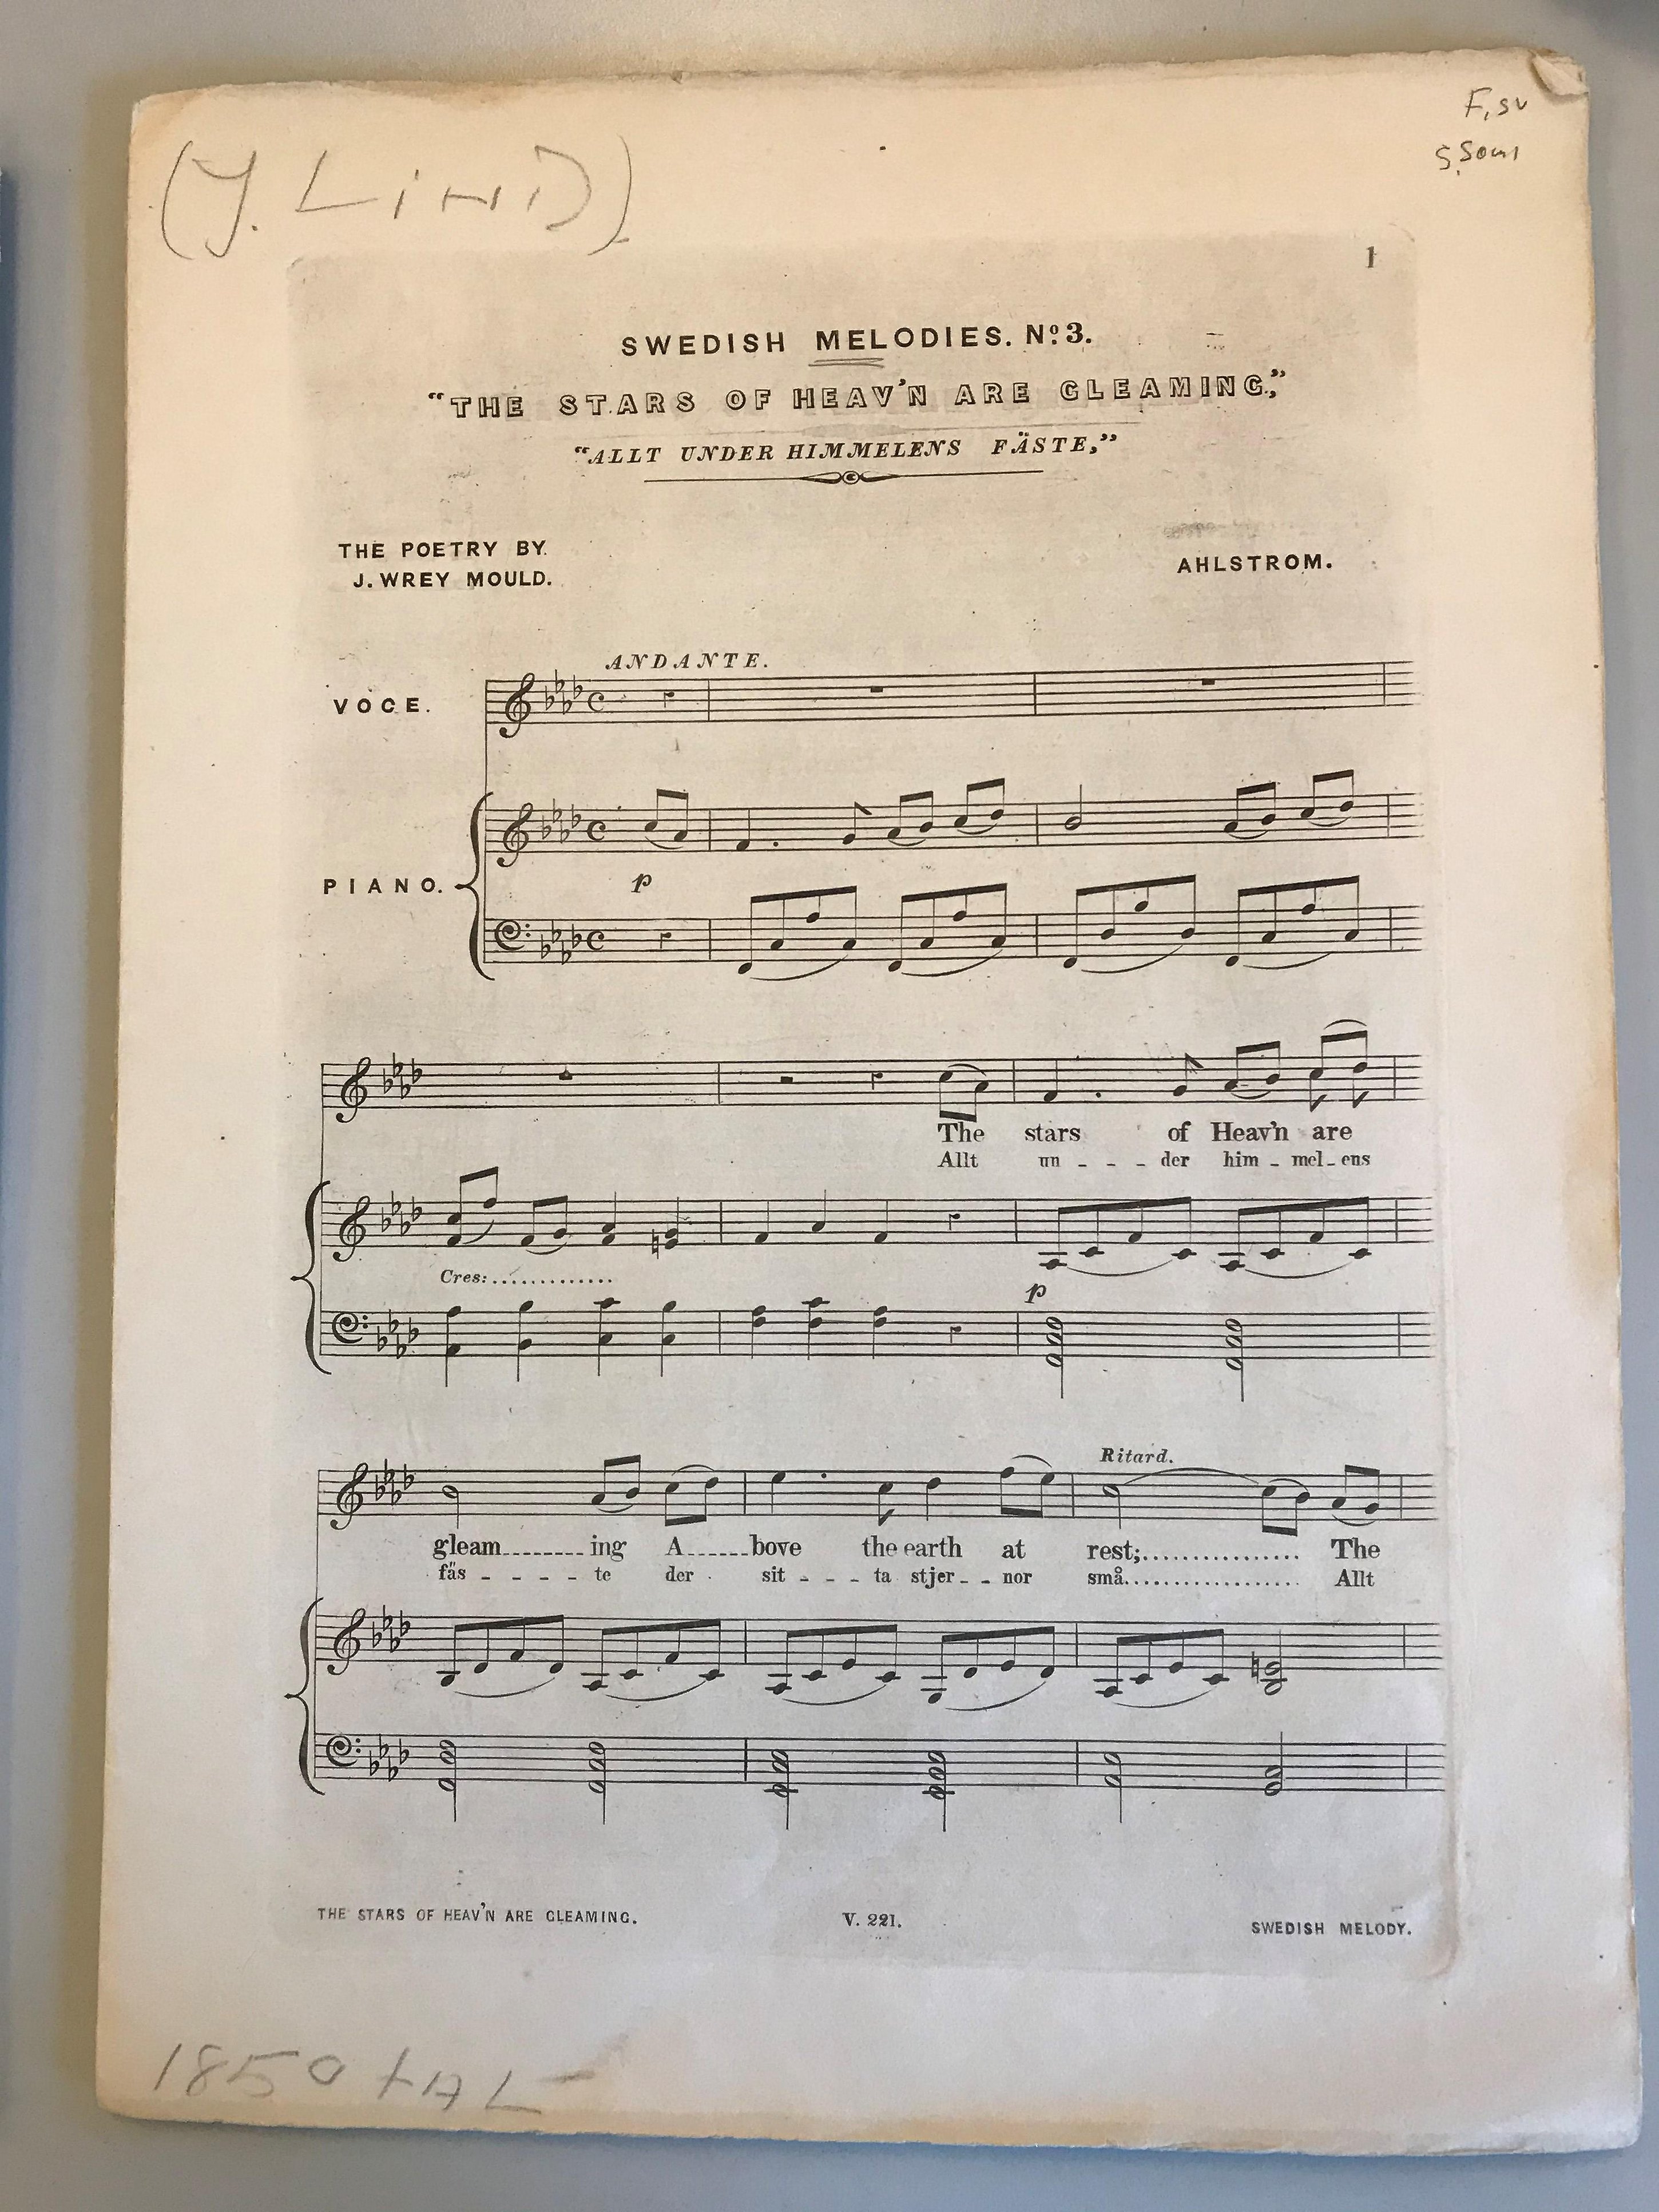 F, sv
(J. LIND)
1
SWEDISH MELODIES. Nº 3.
"THE STARS OF HEAV'N ARE GLEAMING,"
"ALLT UNDER HIMMELENS FÄSTE,"
THE POETRY BY
J. WREY MOULD.
AHLSTROM.
ANDANTE.
VOCE.
PIANO.
p
The stars of Heav'n are
Allt un - - - der him - mel - ens
Cres:.............
p
Ritard.
gleam........ing A......bove the earth at rest;................ The
fäs - - - - te der sit - - - ta stjer - - nor små.................... Allt
THE STARS OF HEAV'N ARE GLEAMING.
V. 221.
SWEDISH MELODY.
1850 TAL